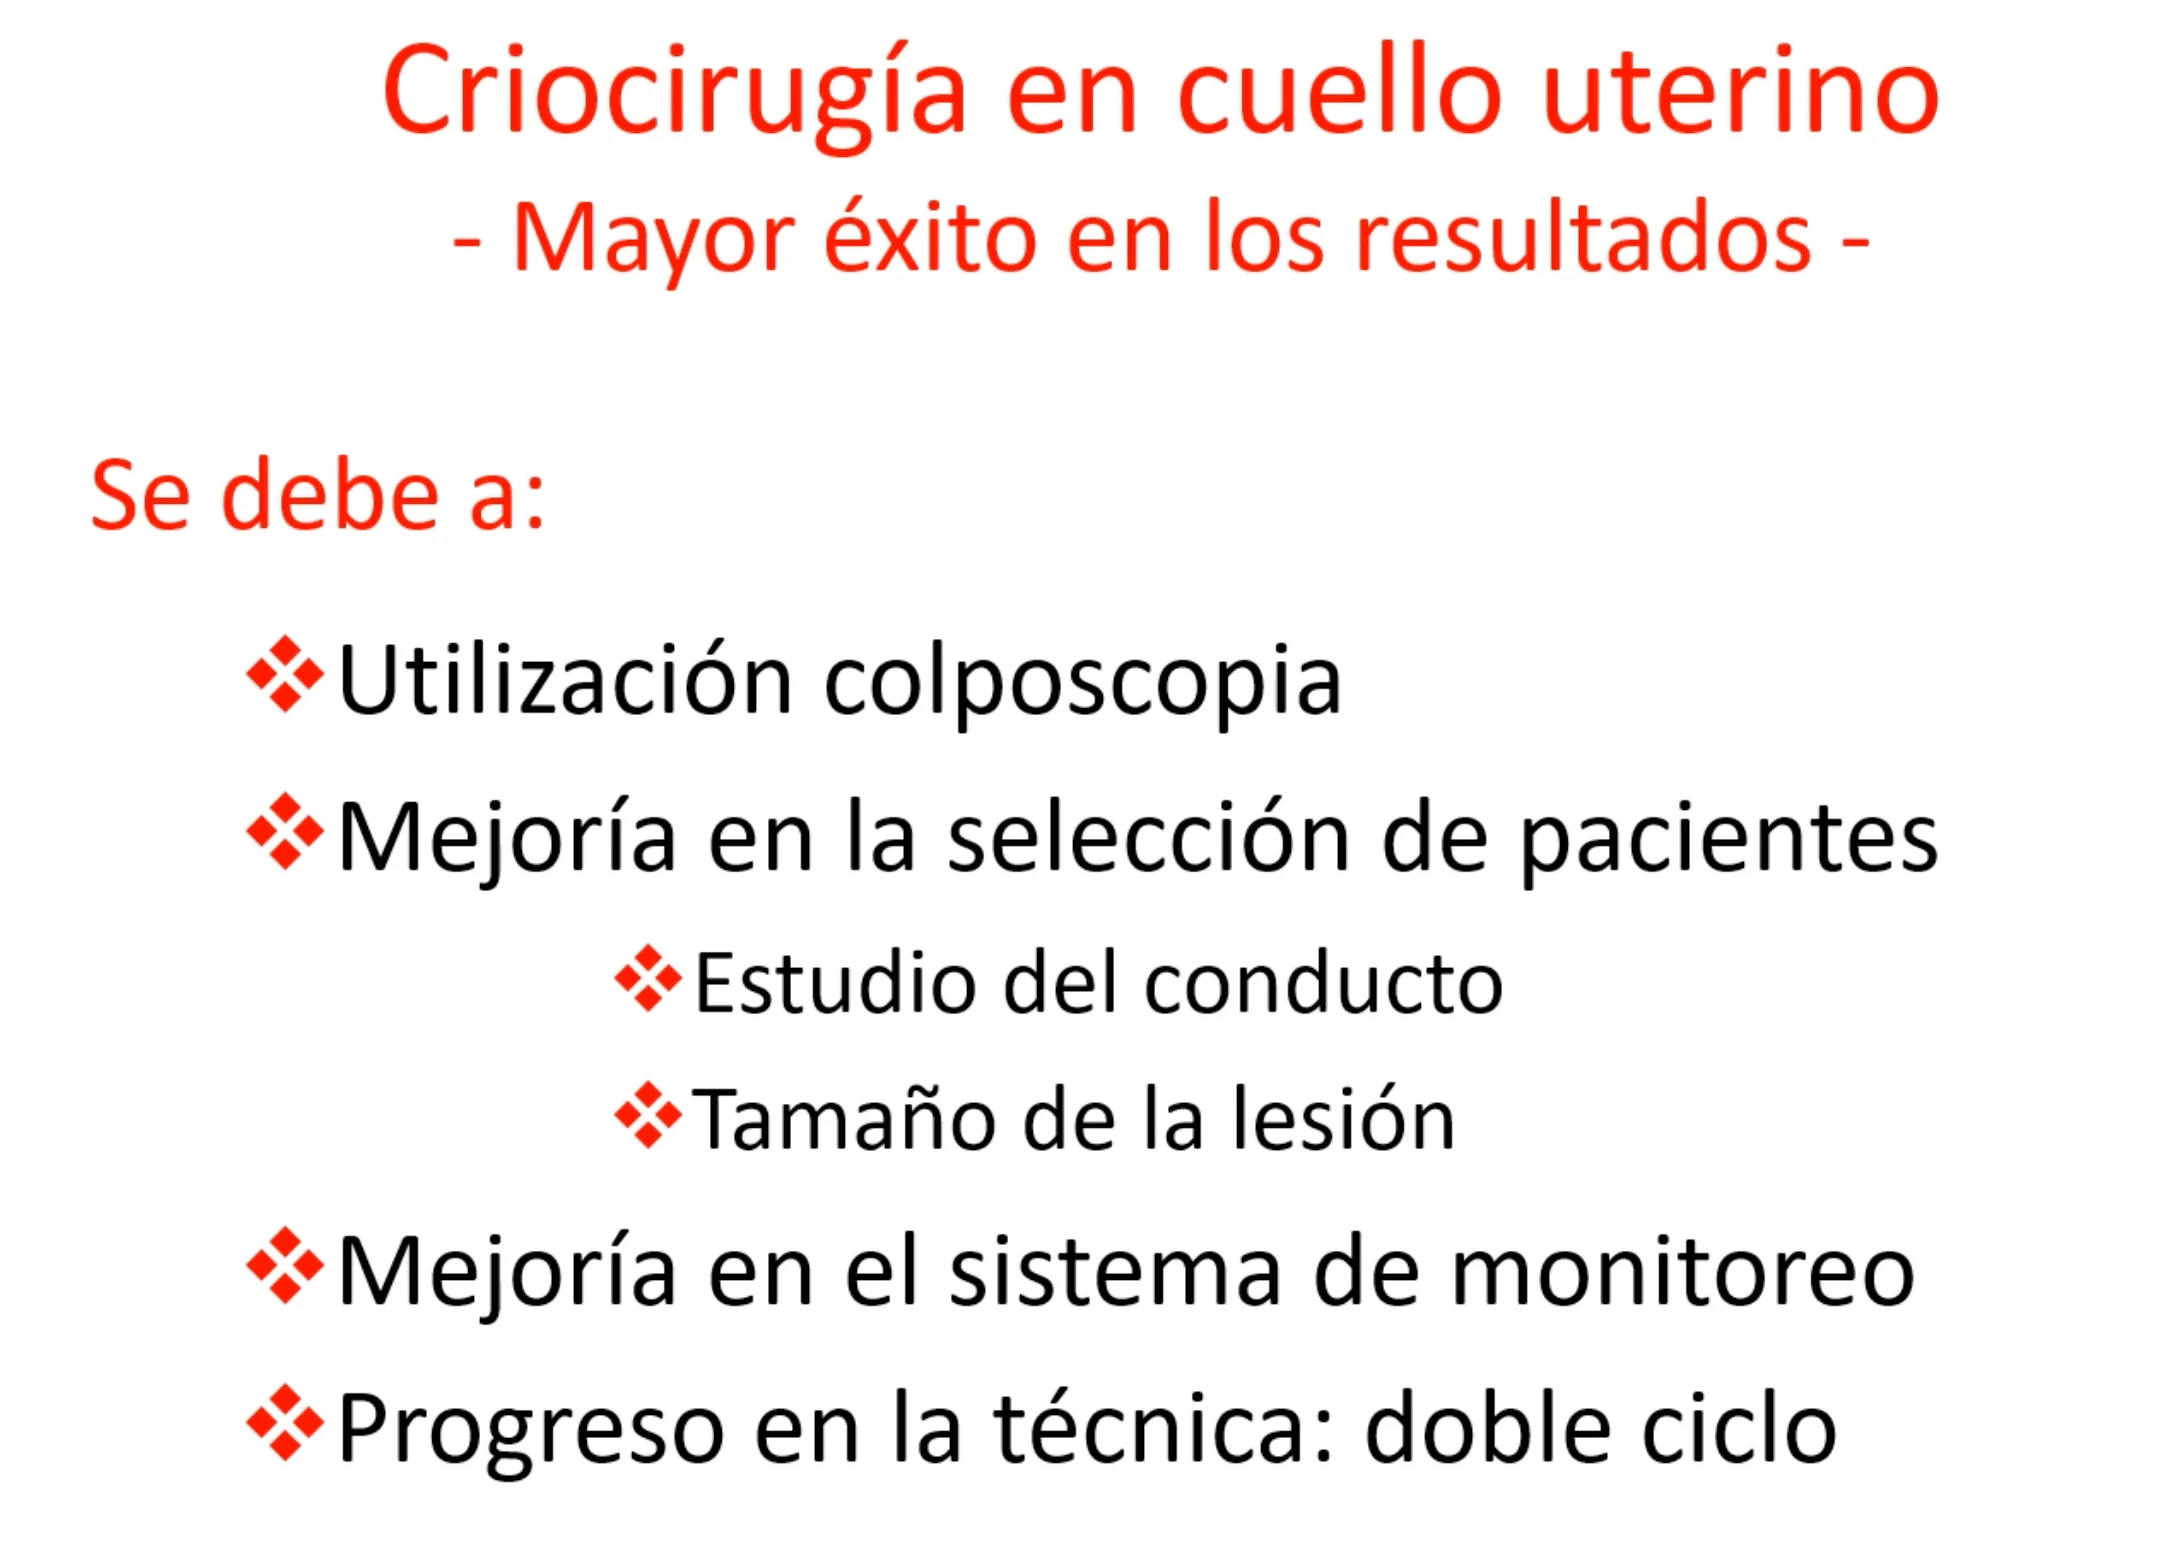 Criocirugía en cuello uterino
- Mayor éxito en los resultados -
Se debe a:
Utilización colposcopia
Mejoría en la selección de pacientes
Estudio del conducto
Tamaño de la lesión
Mejoría en el sistema de monitoreo
Progreso en la técnica: doble ciclo